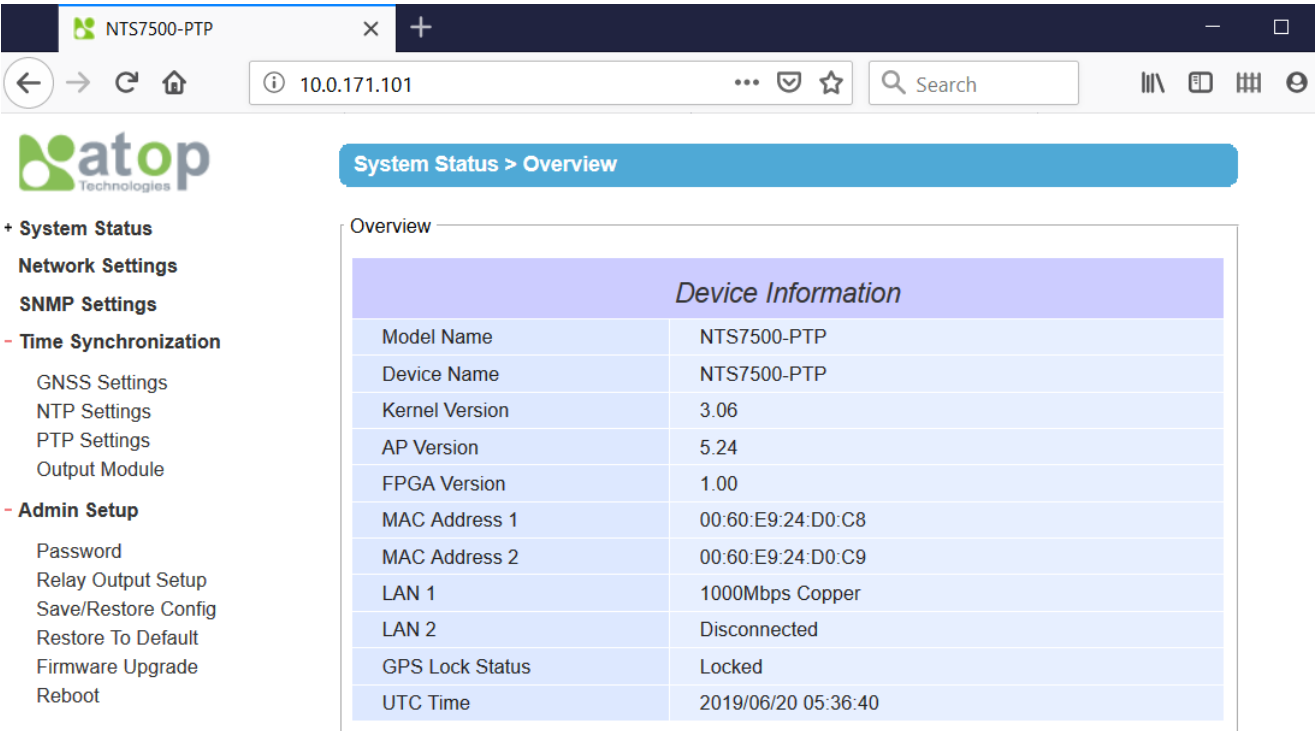 NTS7500-PTP
10.0.171.101
Search
atop
Technologies
+ System Status
Network Settings
SNMP Settings
- Time Synchronization
GNSS Settings
NTP Settings
PTP Settings
Output Module
- Admin Setup
Password
Relay Output Setup
Save/Restore Config
Restore To Default
Firmware Upgrade
Reboot
System Status > Overview
Overview
Device Information
Model Name NTS7500-PTP
Device Name NTS7500-PTP
Kernel Version 3.06
AP Version 5.24
FPGA Version 1.00
MAC Address 1 00:60:E9:24:D0:C8
MAC Address 2 00:60:E9:24:D0:C9
LAN 1 1000Mbps Copper
LAN 2 Disconnected
GPS Lock Status Locked
UTC Time 2019/06/20 05:36:40